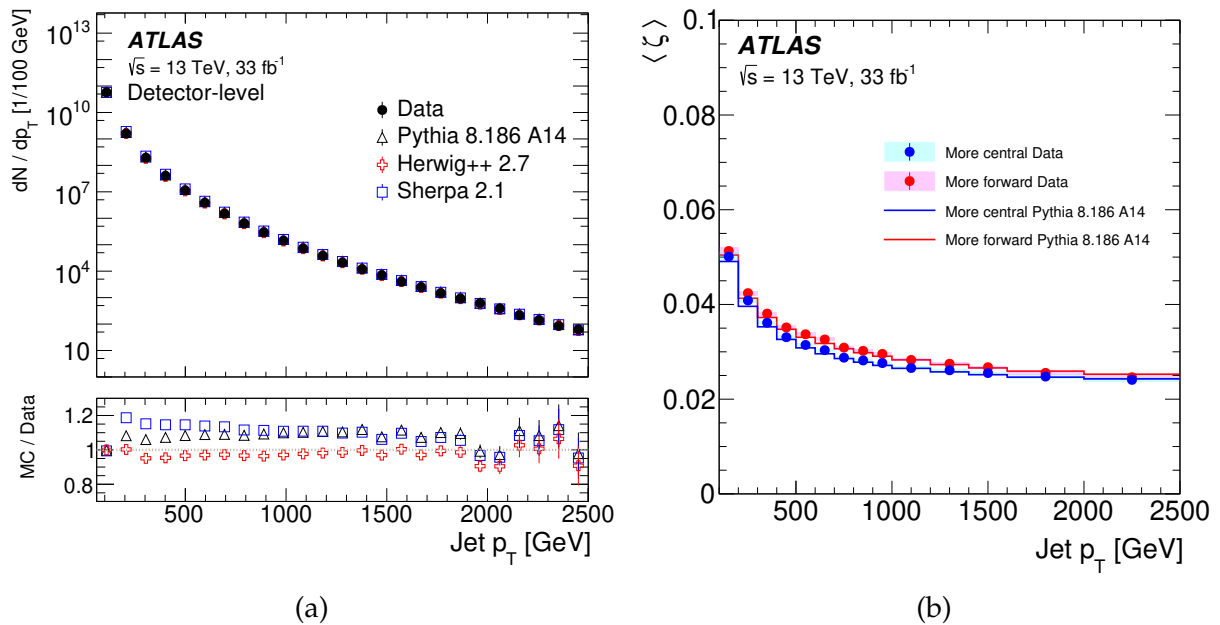 dN / dp_T [1/100 GeV]
10^13
10^10
10^7
10^4
10
ATLAS
√s = 13 TeV, 33 fb^-1
Detector-level
Data
Pythia 8.186 A14
Herwig++ 2.7
Sherpa 2.1
MC / Data
1.2
1
0.8
500 1000 1500 2000 2500
Jet p_T [GeV]
(a)
⟨ζ⟩
0.1
0.08
0.06
0.04
0.02
0
ATLAS
√s = 13 TeV, 33 fb^-1
More central Data
More forward Data
More central Pythia 8.186 A14
More forward Pythia 8.186 A14
500 1000 1500 2000 2500
Jet p_T [GeV]
(b)